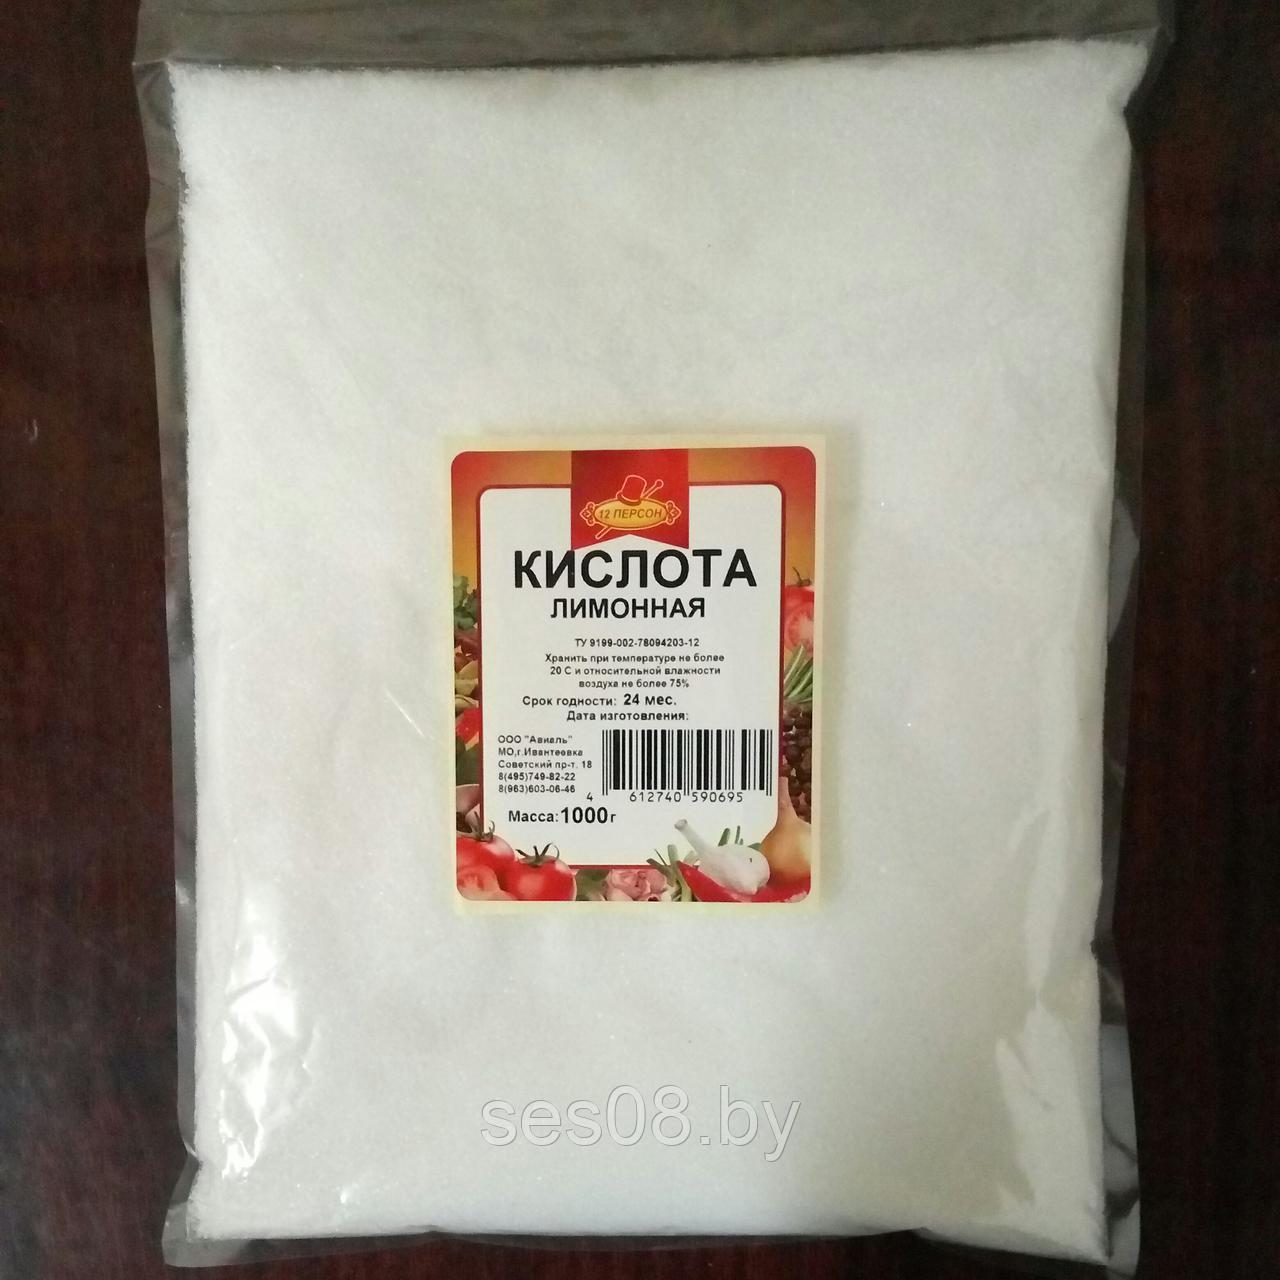 12 ПЕРСОН
КИСЛОТА
ЛИМОННАЯ
ТУ 9199-002-78094203-12
Хранить при температуре не более
20 С и относительной влажности
воздуха не более 75%
Срок годности: 24 мес.
Дата изготовления:
ООО "Авиаль"
МО,г.Ивантеевка
Советский пр-т. 18
8(495)749-82-22
8(963)603-06-46
4 612740 590695
Масса: 1000г
ses08.by